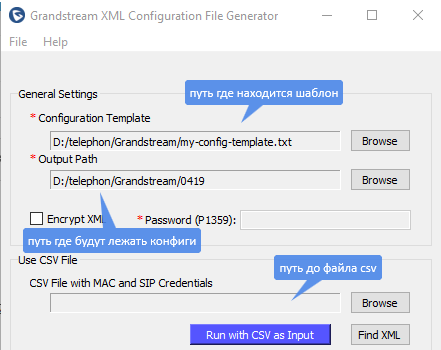 Grandstream XML Configuration File Generator
File Help
путь где находится шаблон
General Settings
* Configuration Template
D:/telephon/Grandstream/my-config-template.txt Browse
* Output Path
D:/telephon/Grandstream/0419 Browse
Encrypt XML * Password (P1359):
путь где будут лежать конфиги
Use CSV File
путь до файла csv
CSV File with MAC and SIP Credentials
Browse
Run with CSV as Input Find XML